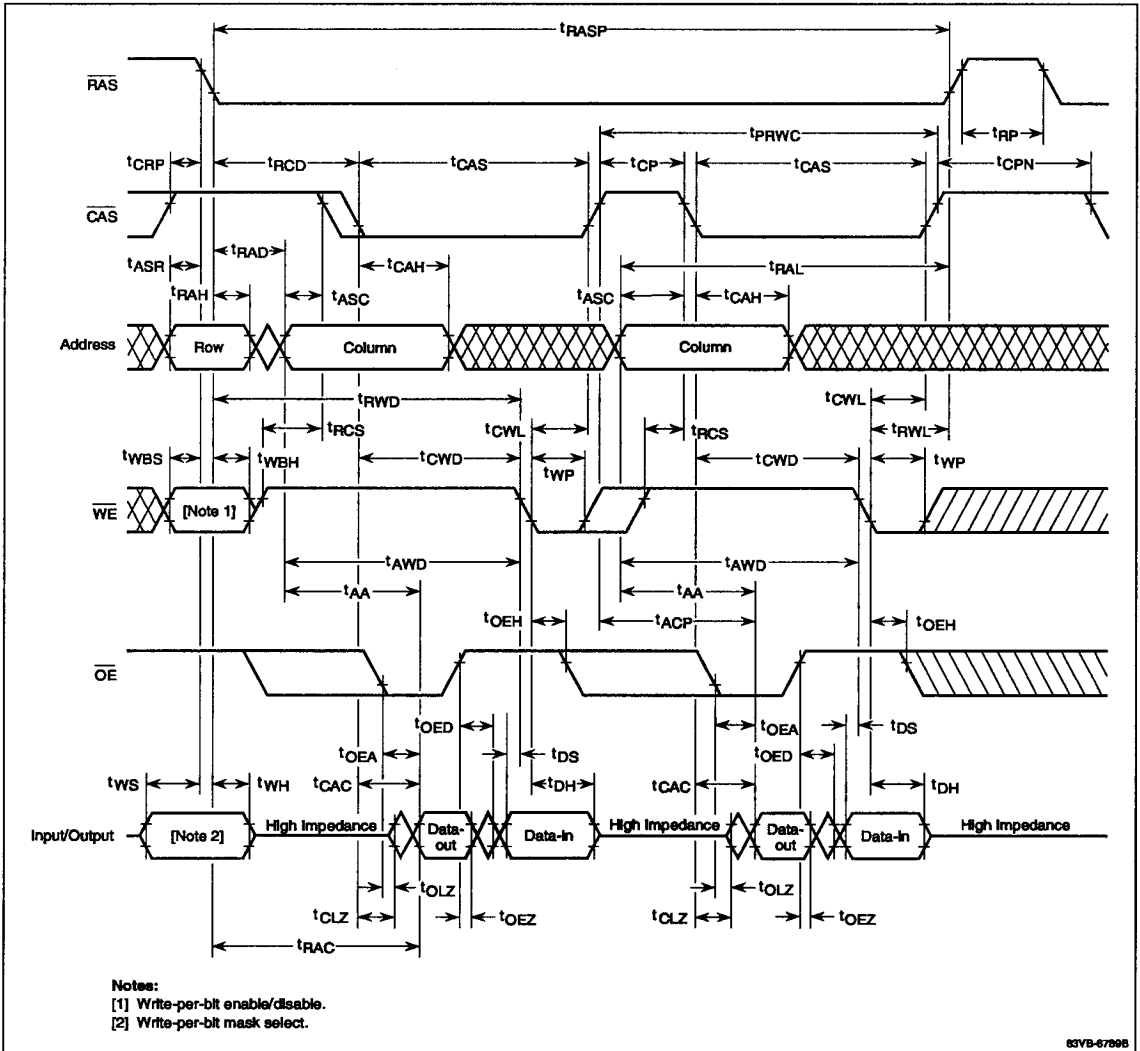 tRASP
RAS
tPRWC
tRP
tCRP
tRCD
tCAS
tCP
tCAS
tCPN
CAS
tRAD
tASR
tCAH
tRAL
tRAH
tASC
tASC
tCAH
Address
Row
Column
Column
tRWD
tCWL
tRCS
tCWL
tRCS
tRWL
tWBS
tWBH
tCWD
tWP
tCWD
tWP
WE
[Note 1]
tAWD
tAWD
tAA
tAA
tOEH
tACP
tOEH
OE
tOED
tOEA
tDS
tOEA
tDS
tOED
tWS
tWH
tCAC
tDH
tCAC
tDH
Input/Output
[Note 2]
High Impedance
Data-out
Data-In
High Impedance
Data-out
Data-In
High Impedance
tOLZ
tOLZ
tCLZ
tOEZ
tCLZ
tOEZ
tRAC
Notes:
[1] Write-per-bit enable/disable.
[2] Write-per-bit mask select.
83VB-6789B